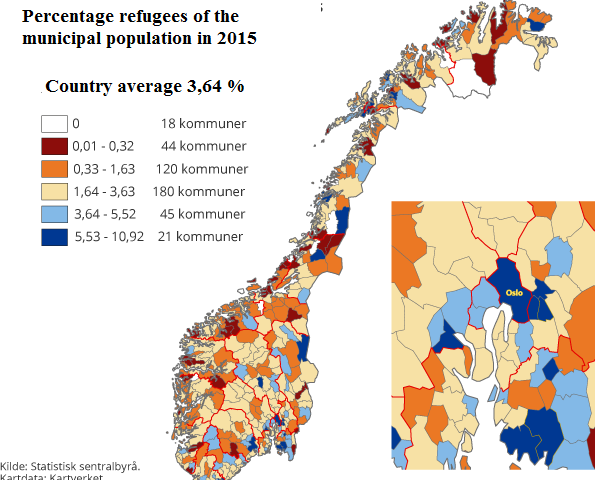 Percentage refugees of the
municipal population in 2015
Country average 3,64 %
0 18 kommuner
0,01 - 0,32 44 kommuner
0,33 - 1,63 120 kommuner
1,64 - 3,63 180 kommuner
3,64 - 5,52 45 kommuner
5,53 - 10,92 21 kommuner
Oslo
Kilde: Statistisk sentralbyrå.
Kartdata: Kartverket